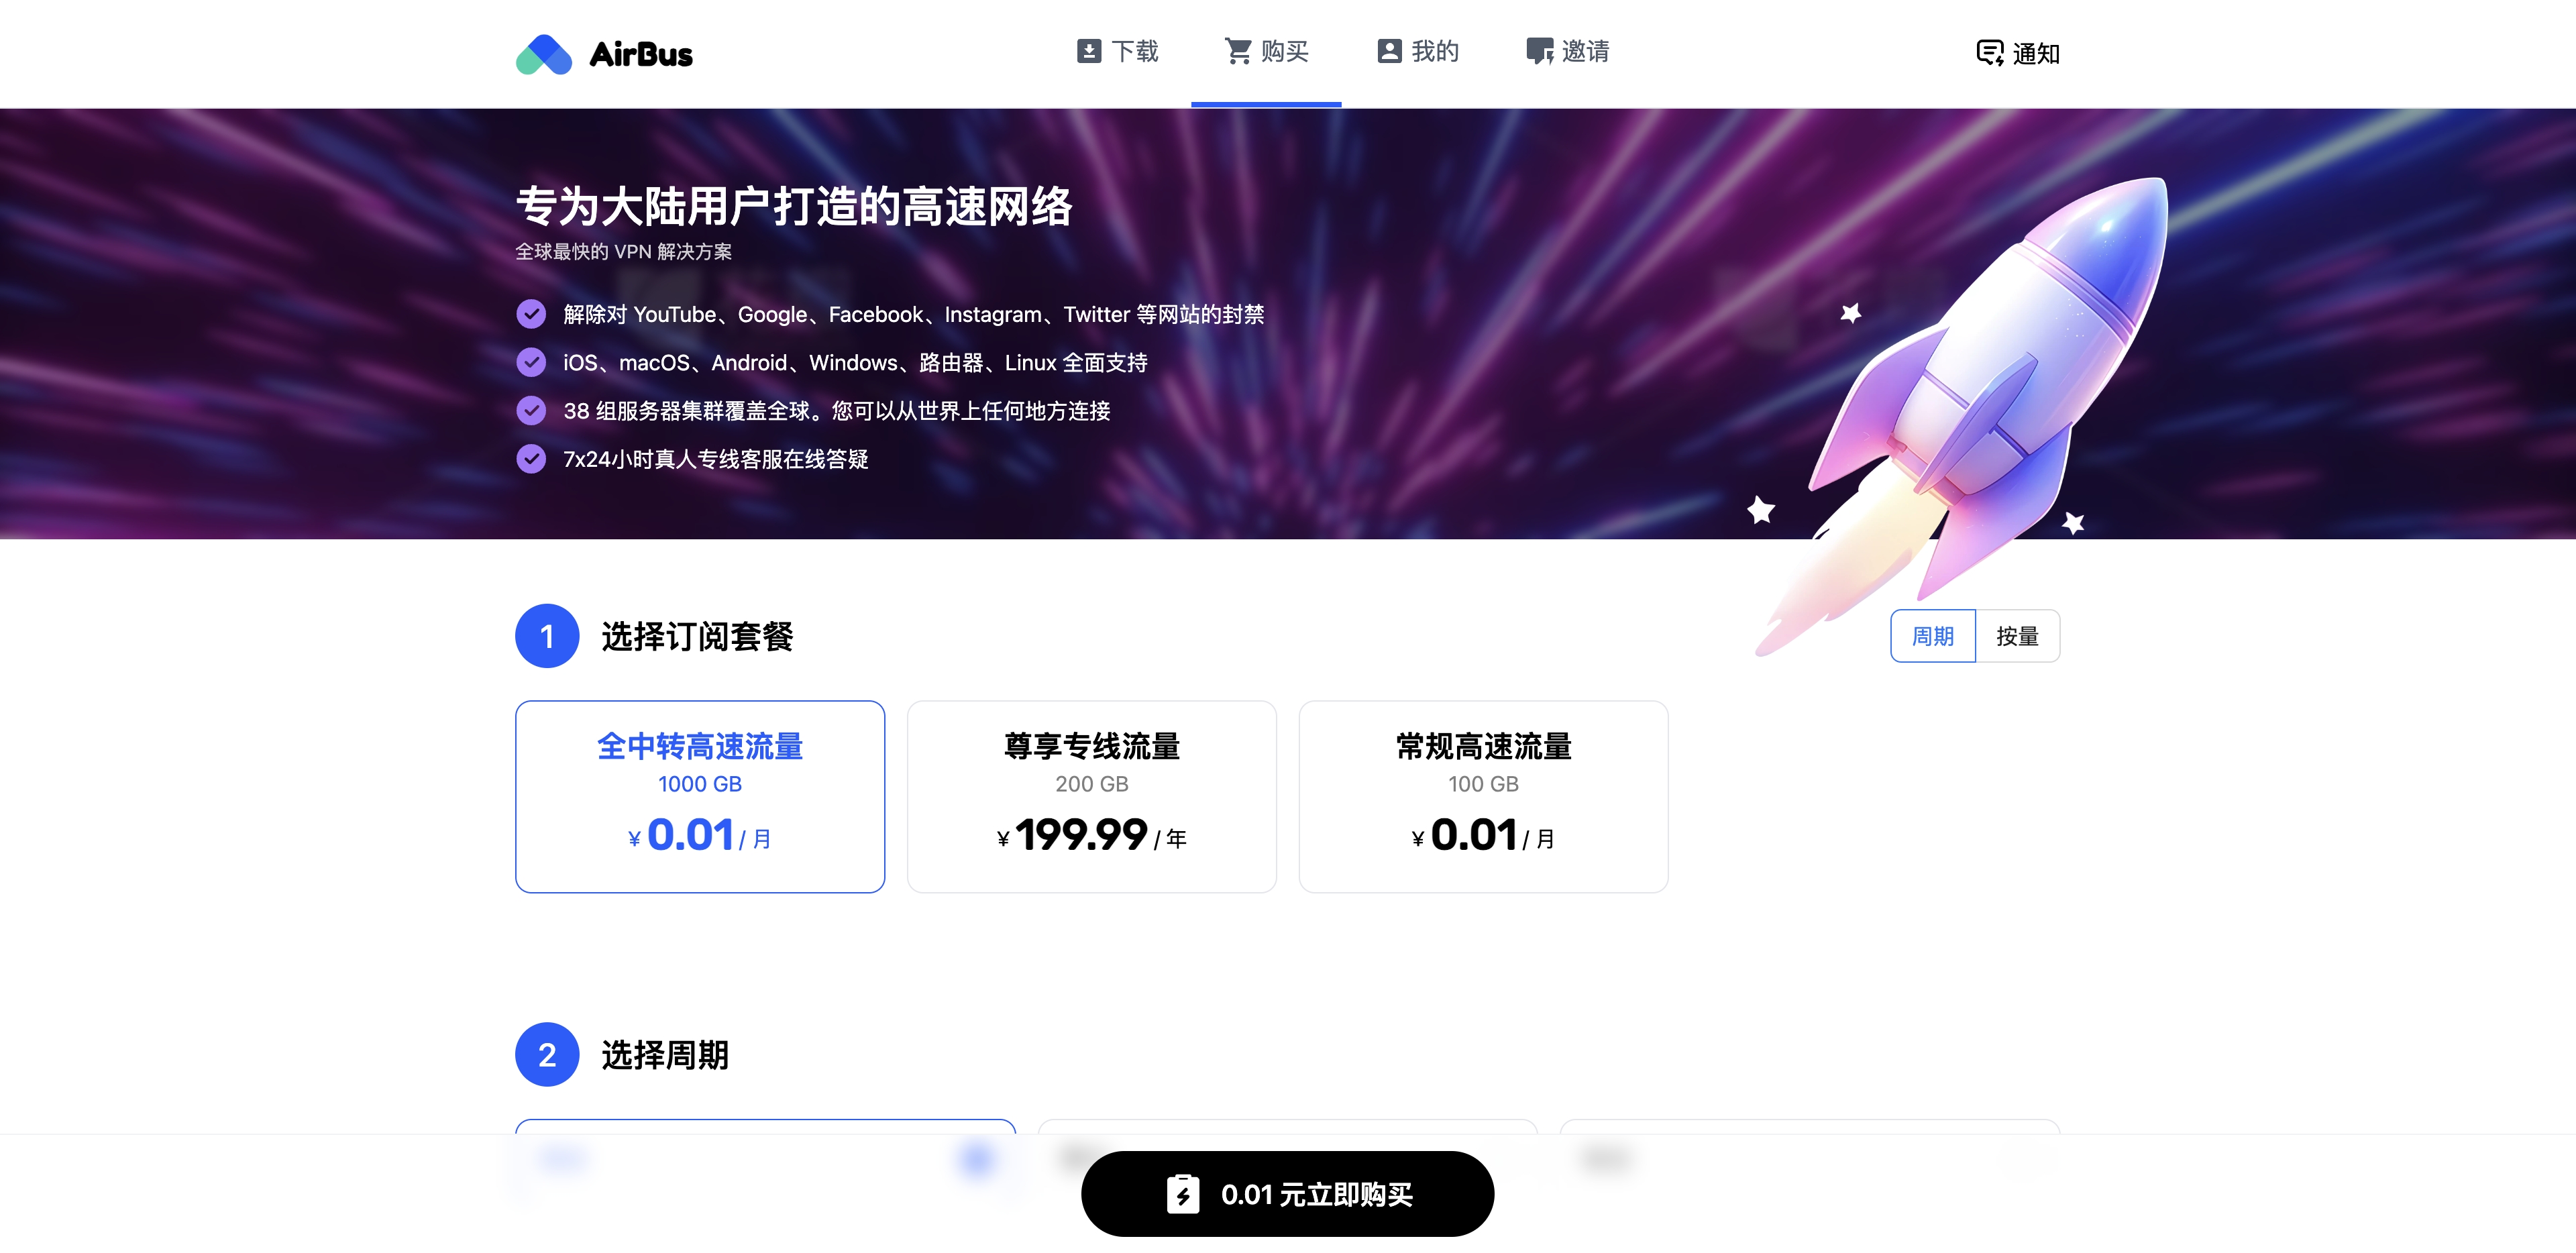 AirBus
下载
购买
我的
邀请
通知
专为大陆用户打造的高速网络
全球最快的 VPN 解决方案
解除对 YouTube、Google、Facebook、Instagram、Twitter 等网站的封禁
iOS、macOS、Android、Windows、路由器、Linux 全面支持
38 组服务器集群覆盖全球。您可以从世界上任何地方连接
7x24小时真人专线客服在线答疑
1 选择订阅套餐
周期
按量
全中转高速流量
1000 GB
¥ 0.01 / 月
尊享专线流量
200 GB
¥ 199.99 / 年
常规高速流量
100 GB
¥ 0.01 / 月
2 选择周期
0.01 元立即购买